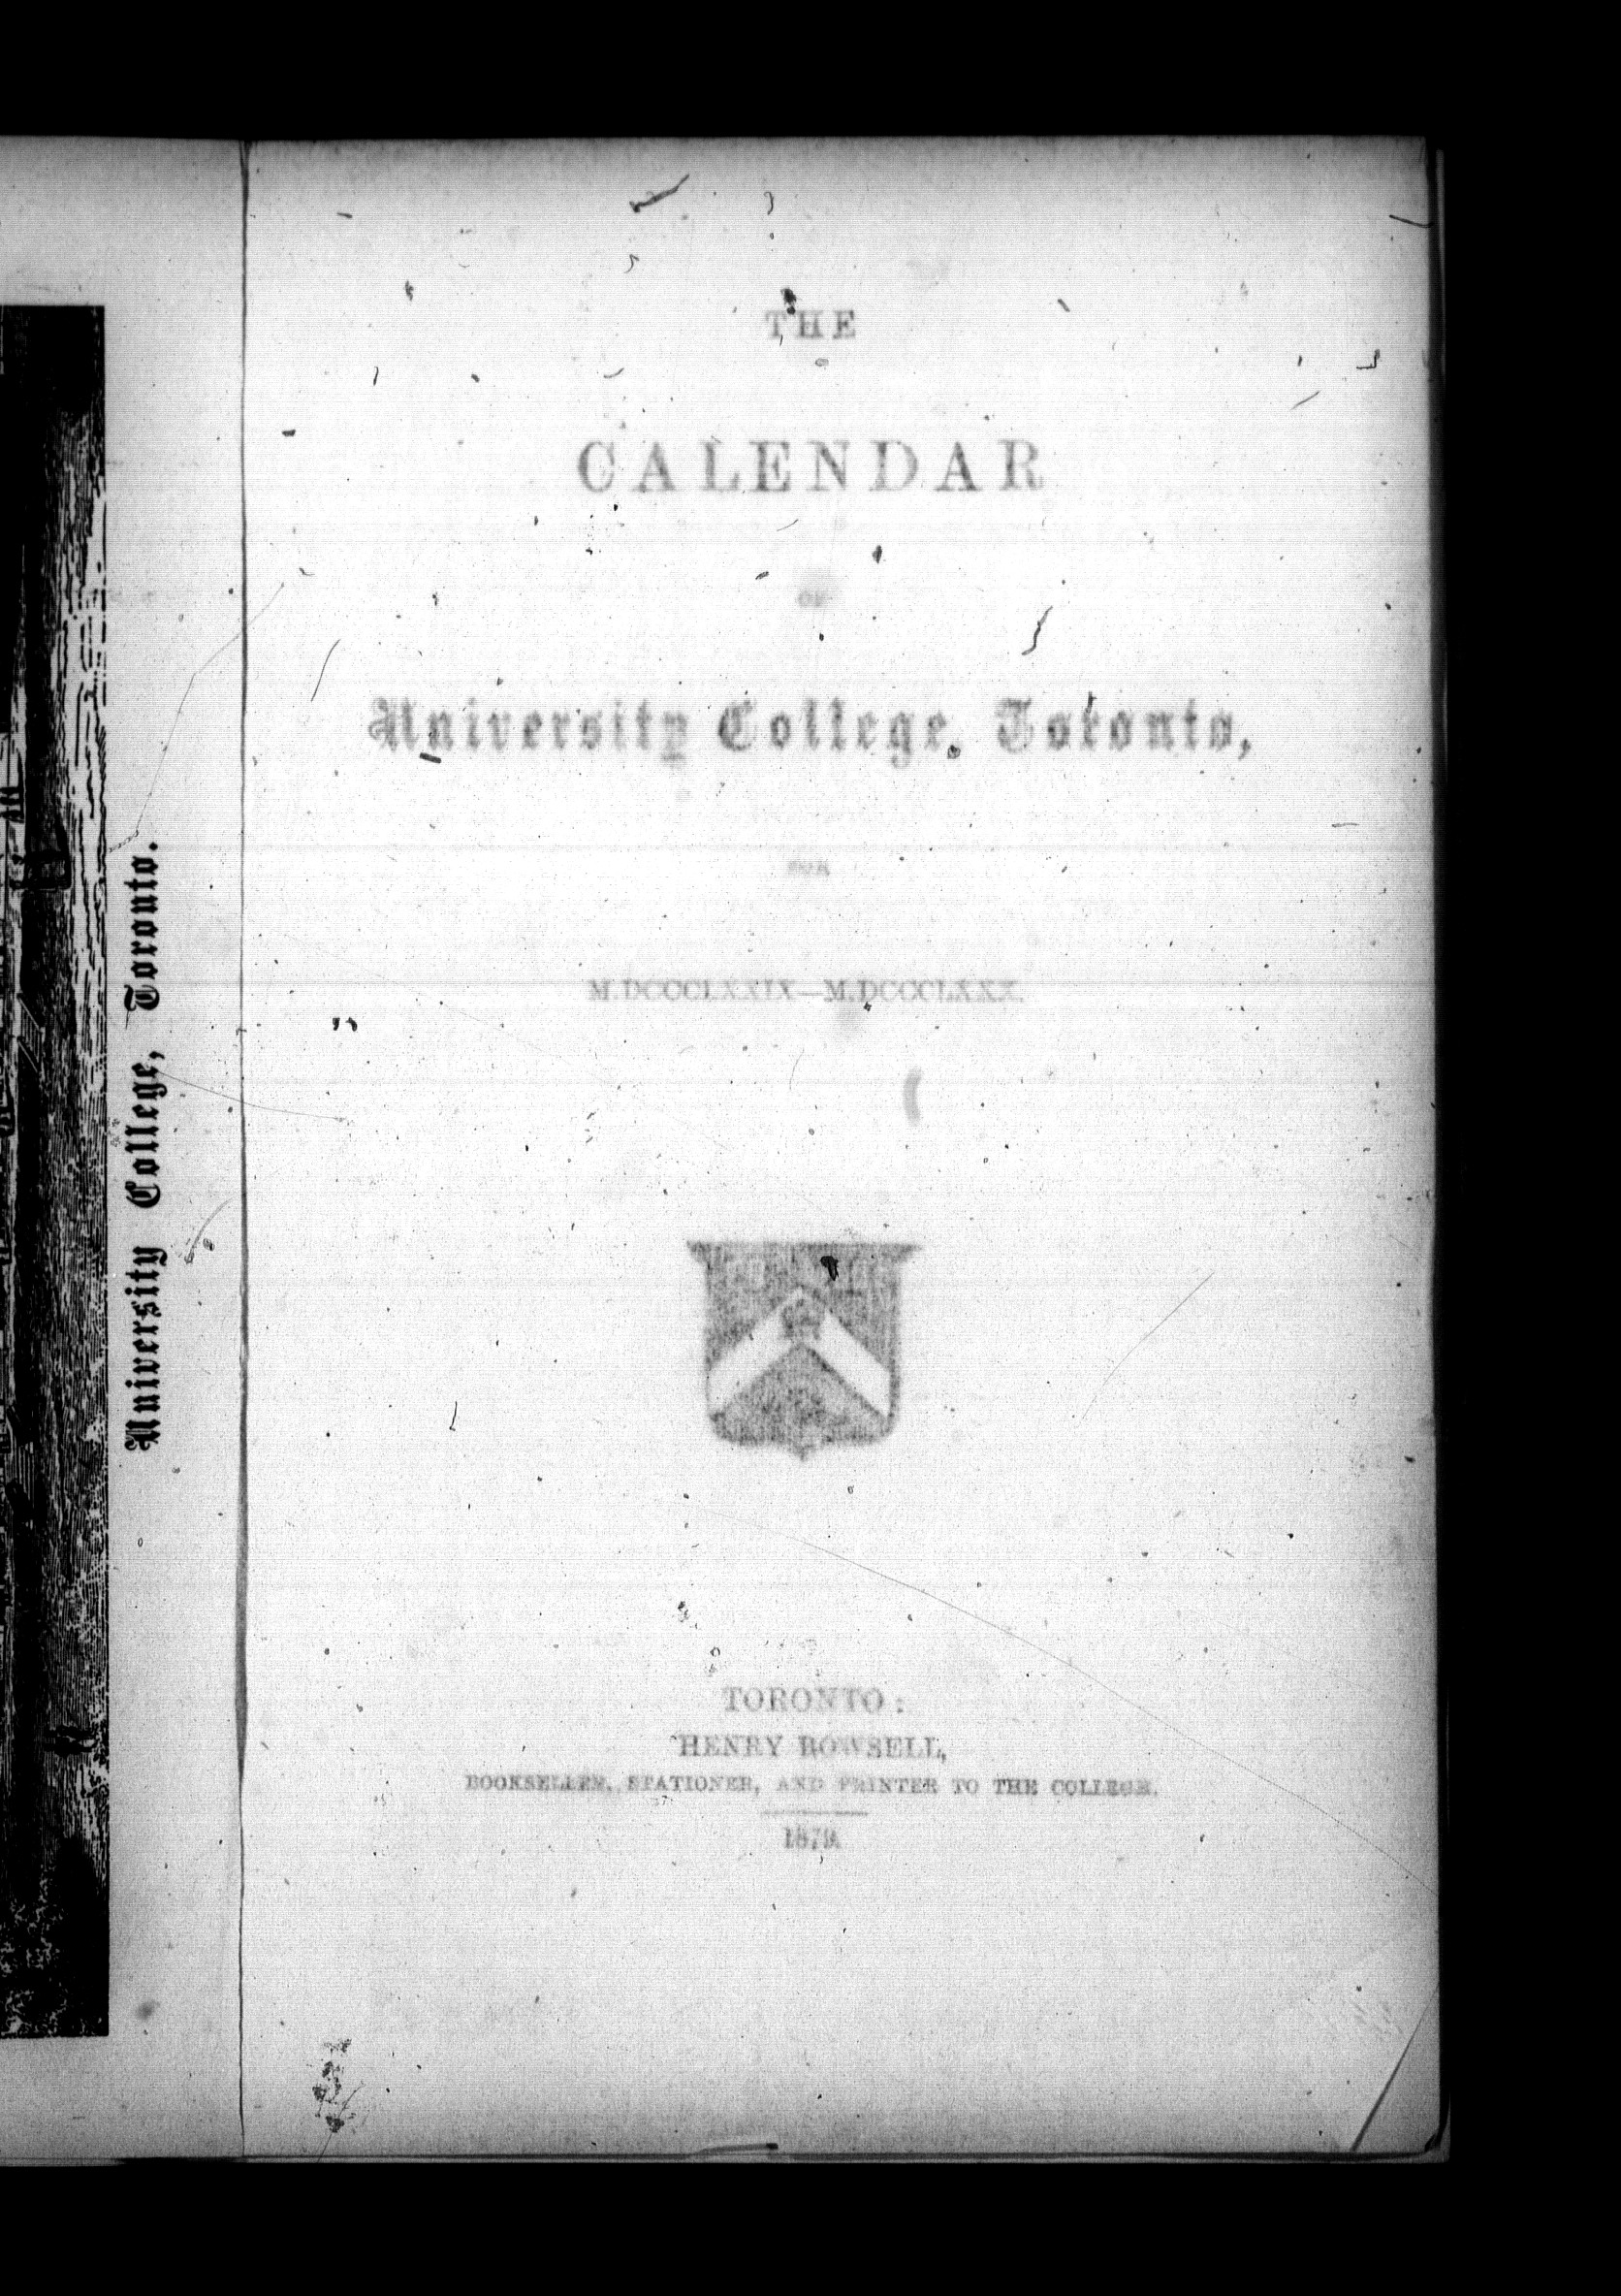 University College, Toronto.
THE
CALENDAR
OF
University College, Toronto,
FOR
M.DCCCLXXIX—M.DCCCLXXX.
TORONTO:
HENRY ROWSELL,
BOOKSELLER, STATIONER, AND PRINTER TO THE COLLEGE.
1879.